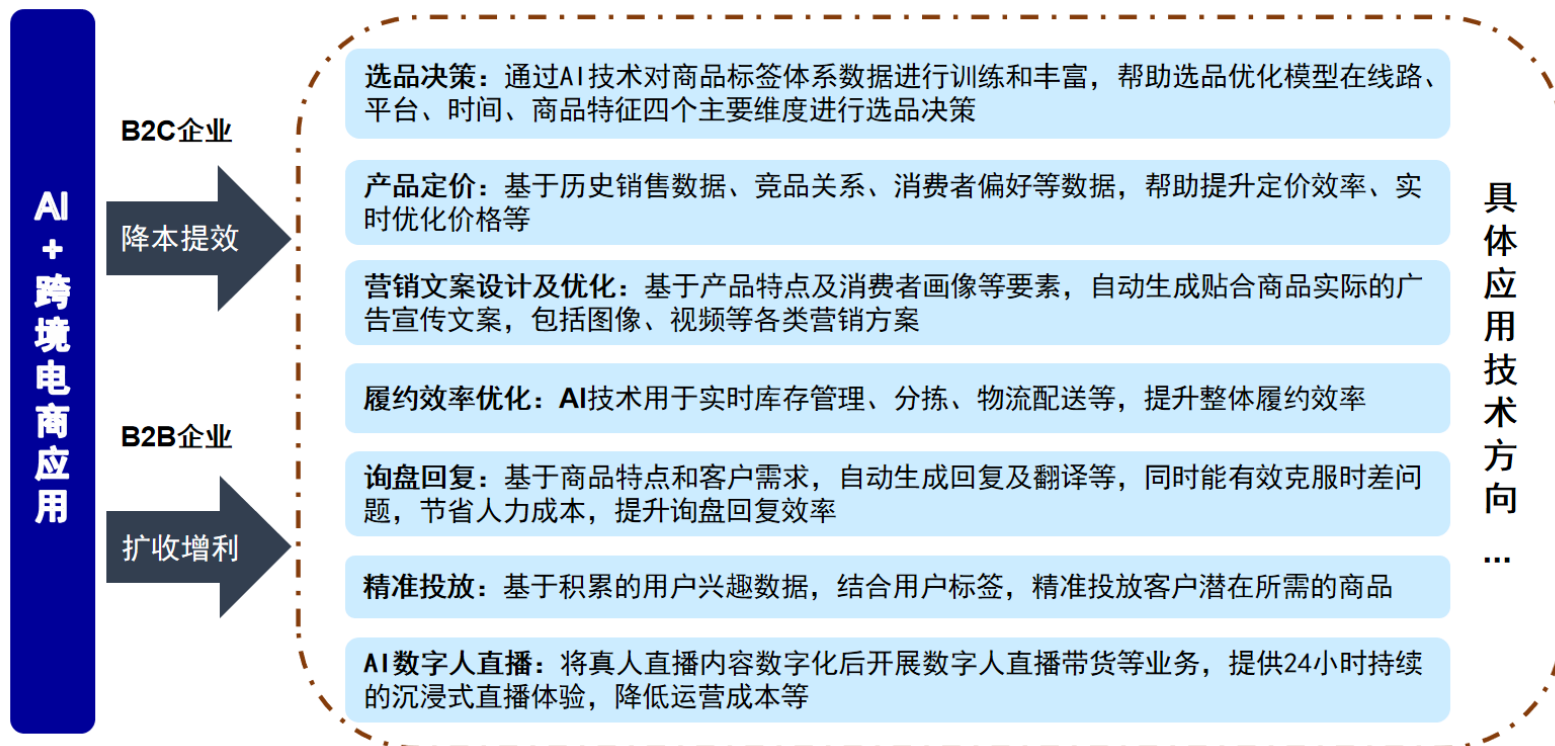 AI+跨境电商应用
B2C企业
降本提效
B2B企业
扩收增利
选品决策：通过AI技术对商品标签体系数据进行训练和丰富，帮助选品优化模型在线路、
平台、时间、商品特征四个主要维度进行选品决策
产品定价：基于历史销售数据、竞品关系、消费者偏好等数据，帮助提升定价效率、实
时优化价格等
营销文案设计及优化：基于产品特点及消费者画像等要素，自动生成贴合商品实际的广
告宣传文案，包括图像、视频等各类营销方案
履约效率优化：AI技术用于实时库存管理、分拣、物流配送等，提升整体履约效率
询盘回复：基于商品特点和客户需求，自动生成回复及翻译等，同时能有效克服时差问
题，节省人力成本，提升询盘回复效率
精准投放：基于积累的用户兴趣数据，结合用户标签，精准投放客户潜在所需的商品
AI数字人直播：将真人直播内容数字化后开展数字人直播带货等业务，提供24小时持续
的沉浸式直播体验，降低运营成本等
具体应用技术方向...